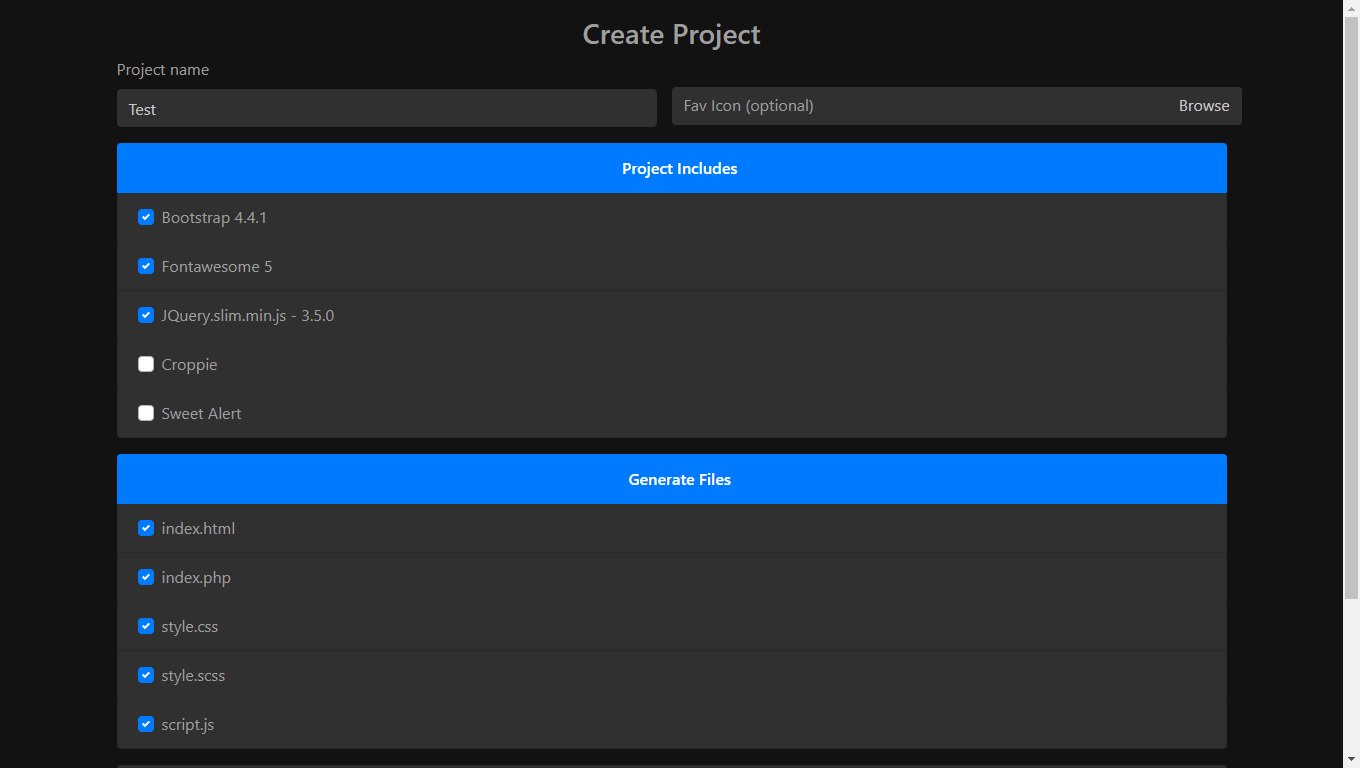 Create Project
Project name
Test
Fav Icon (optional) Browse
Project Includes
Bootstrap 4.4.1
Fontawesome 5
JQuery.slim.min.js - 3.5.0
Croppie
Sweet Alert
Generate Files
index.html
index.php
style.css
style.scss
script.js